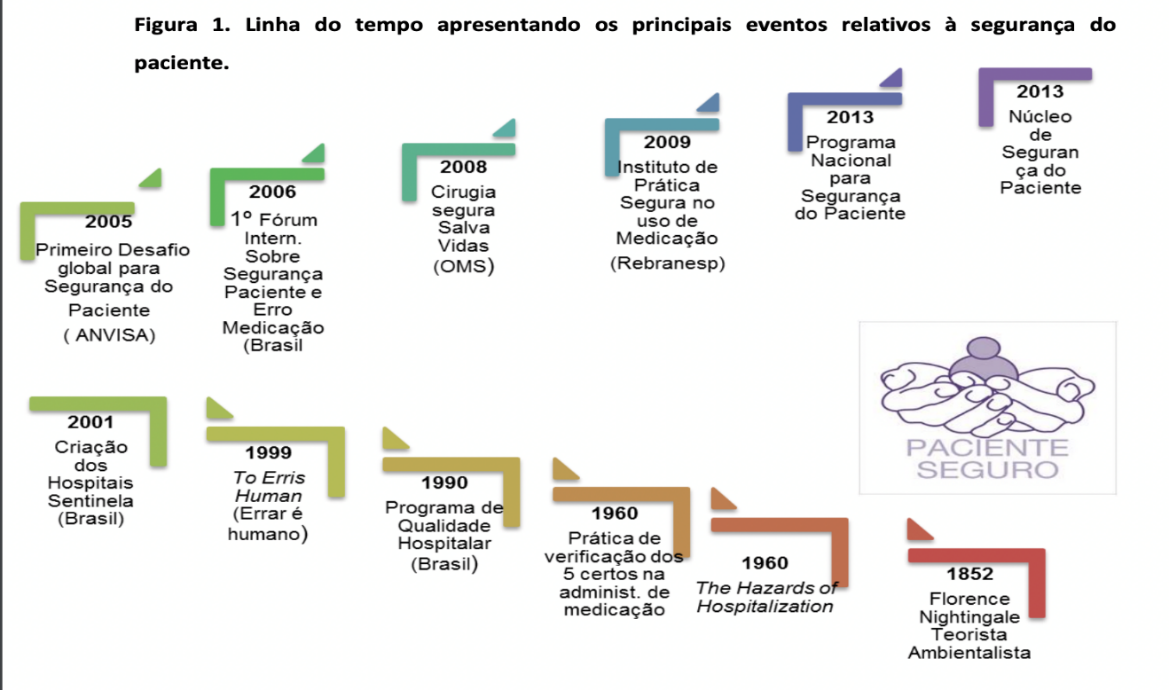 Figura 1. Linha do tempo apresentando os principais eventos relativos à segurança do
paciente.
2005
Primeiro Desafio
global para
Segurança do
Paciente
( ANVISA)
2006
1º Fórum
Intern.
Sobre
Segurança
Paciente e
Erro
Medicação
(Brasil
2008
Cirugia
segura
Salva
Vidas
(OMS)
2009
Instituto de
Prática
Segura no
uso de
Medicação
(Rebranesp)
2013
Programa
Nacional
para
Segurança
do Paciente
2013
Núcleo
de
Seguran
ça do
Paciente
2001
Criação
dos
Hospitais
Sentinela
(Brasil)
1999
To Erris
Human
(Errar é
humano)
1990
Programa de
Qualidade
Hospitalar
(Brasil)
1960
Prática de
verificação dos
5 certos na
administ. de
medicação
1960
The Hazards of
Hospitalization
1852
Florence
Nightingale
Teorista
Ambientalista
PACIENTE
SEGURO